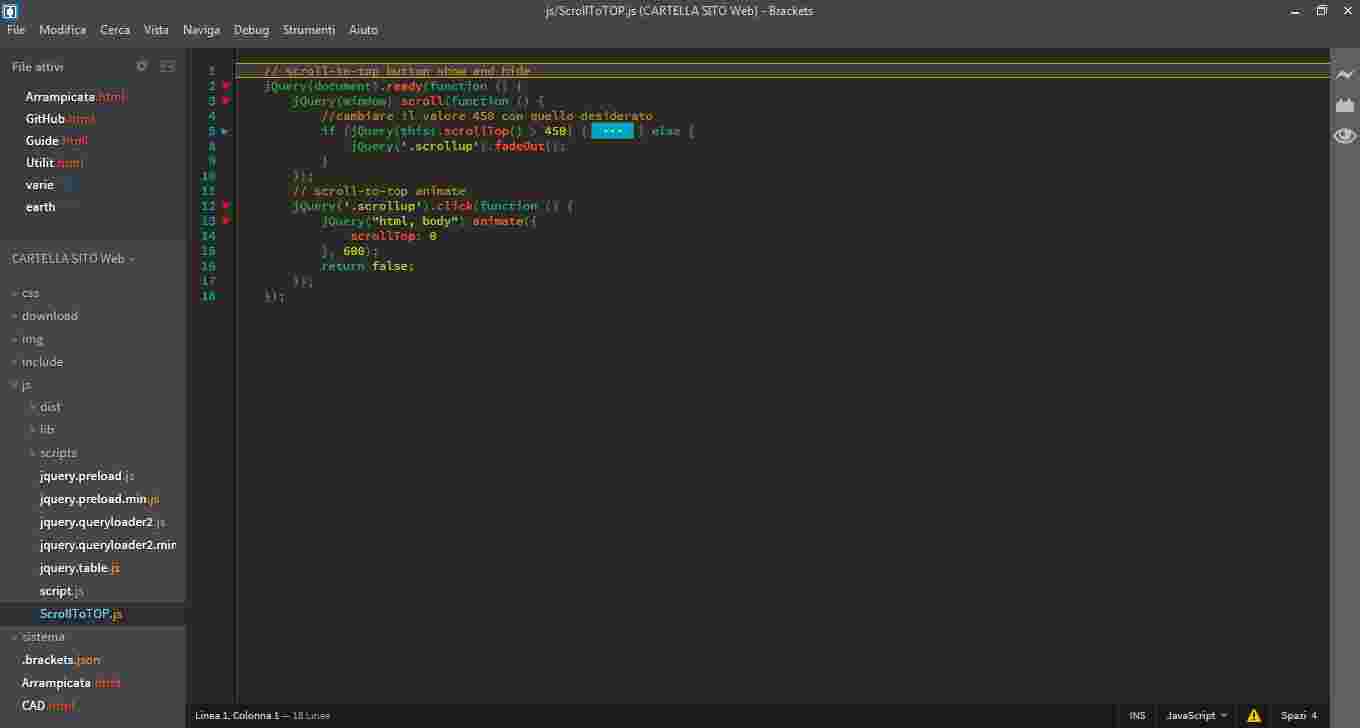 js/ScrollToTOP.js (CARTELLA SITO Web) - Brackets
File Modifica Cerca Vista Naviga Debug Strumenti Aiuto
File attivi
Arrampicata.html
GitHub.html
Guide.html
Utilit.html
varie
earth
CARTELLA SITO Web
css
download
img
include
js
dist
lib
scripts
jquery.preload.js
jquery.preload.min.js
jquery.queryloader2.js
jquery.queryloader2.min
jquery.table.js
script.js
ScrollToTOP.js
sistema
.brackets.json
Arrampicata.html
CAD.html
1 // scroll-to-top button show and hide
2 jQuery(document).ready(function () {
3 jQuery(window).scroll(function () {
4 //cambiare il valore 450 con quello desiderato
5 if (jQuery(this).scrollTop() > 450) { ... } else {
8 jQuery('.scrollup').fadeOut();
9 }
10 });
11 // scroll-to-top animate
12 jQuery('.scrollup').click(function () {
13 jQuery("html, body").animate({
14 scrollTop: 0
15 }, 600);
16 return false;
17 });
18 });
Linea 1, Colonna 1 — 18 Linee
INS JavaScript Spazi 4